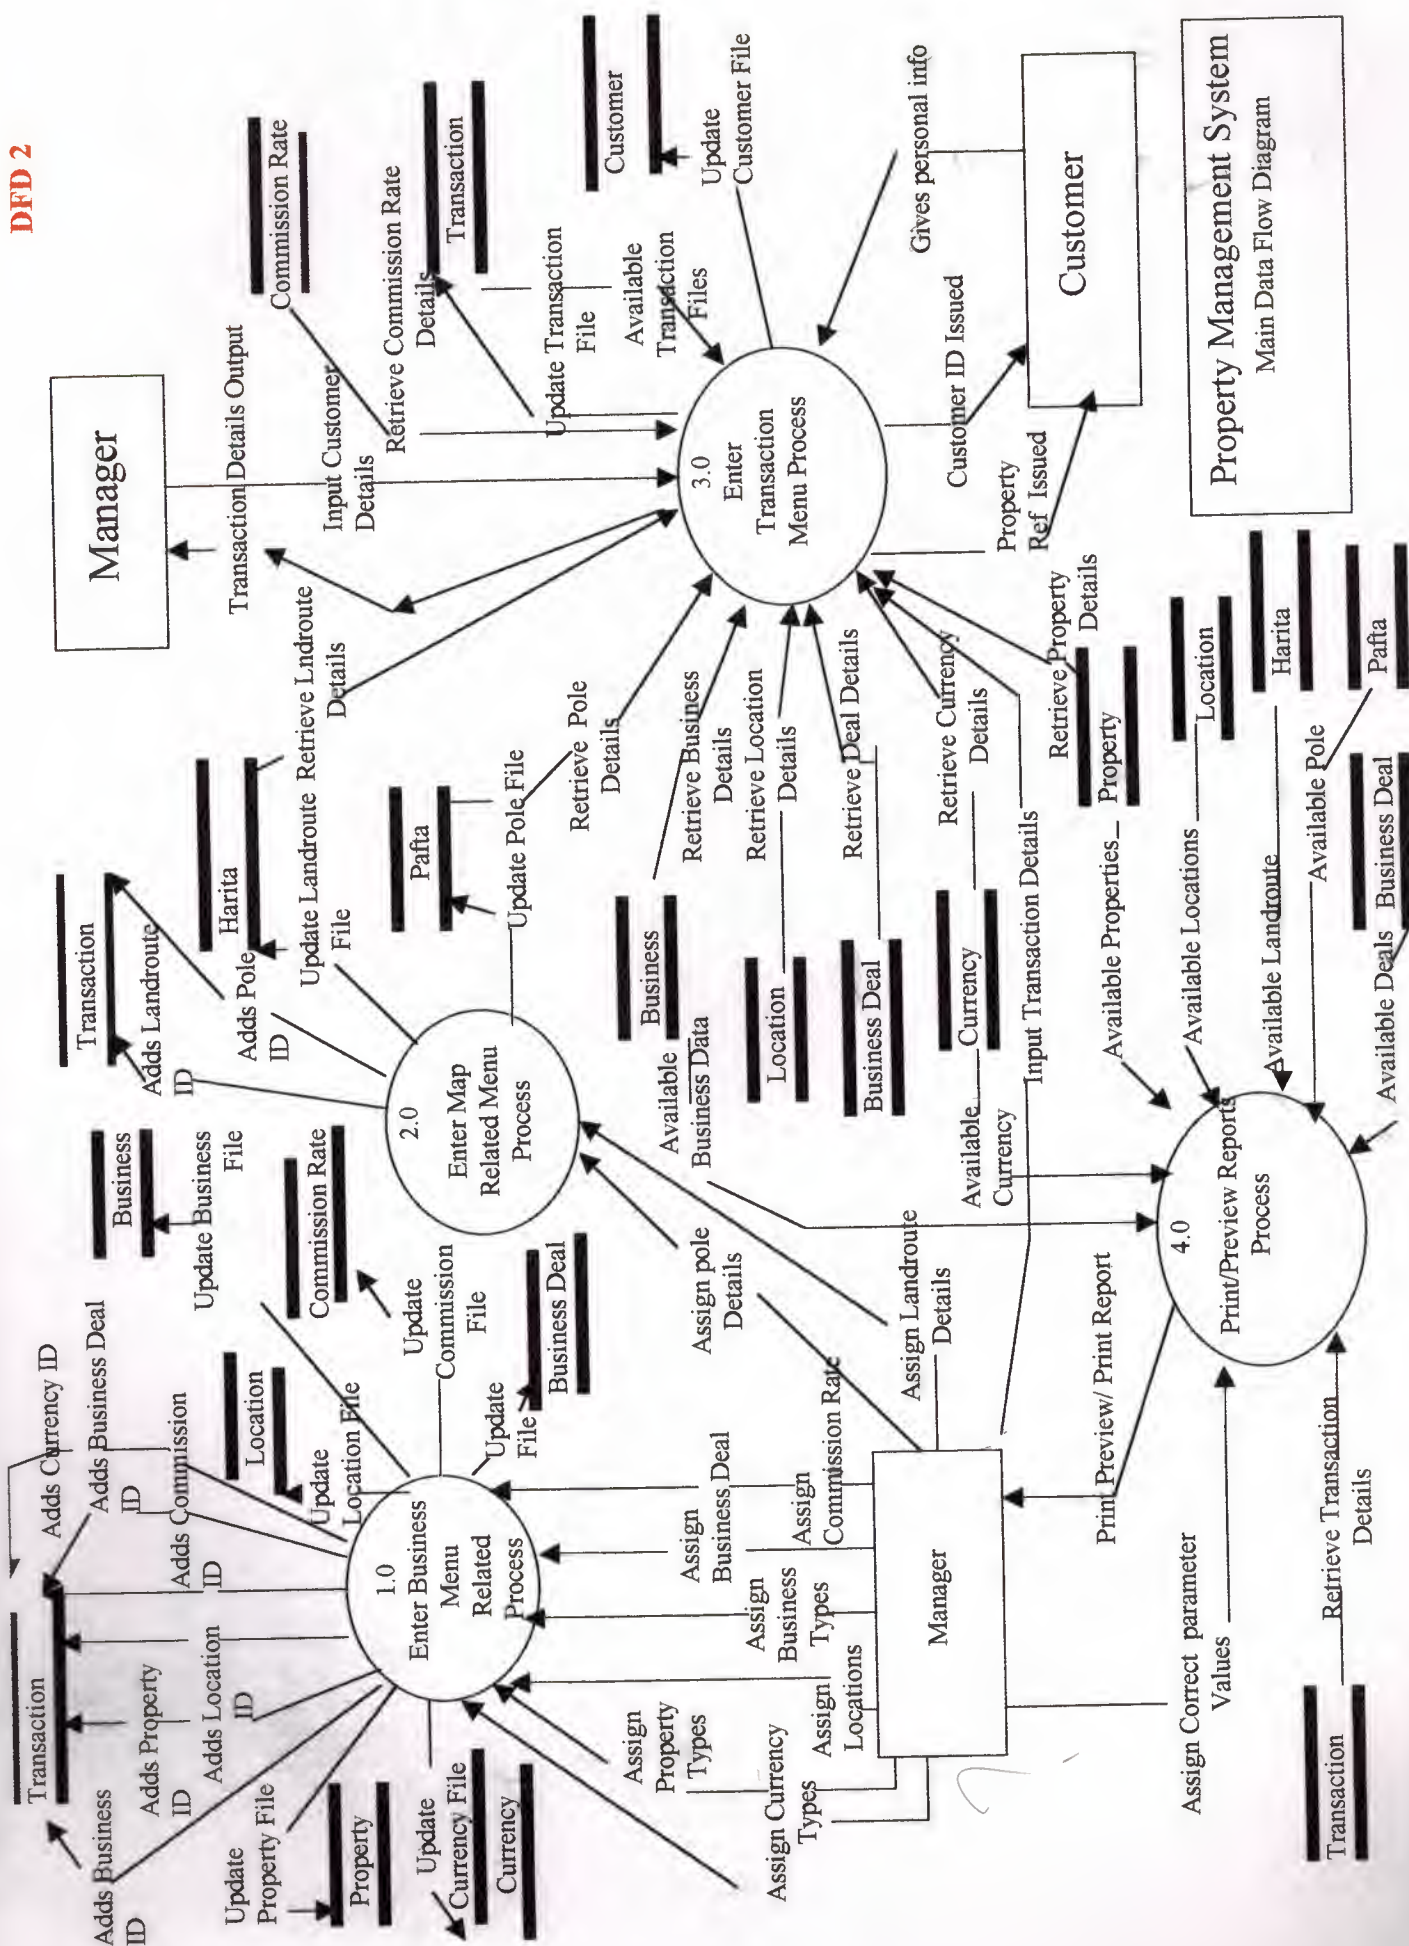 DFD 2
Manager
Transaction Details Output
Input Customer
Details
Commission Rate
Retrieve Commission Rate
Details
Transaction
Update Transaction
File
Available
Transaction
Files
Customer
Update
Customer File
3.0
Enter
Transaction
Menu Process
Gives personal info
Customer ID Issued
Property
Ref Issued
Customer
Property Management System
Main Data Flow Diagram
Transaction
Adds Landroute
ID
Adds Pole
ID
Harita
Update Landroute
File
Retrieve Lndroute
Details
Pafta
Update Pole File
Retrieve Pole
Details
2.0
Enter Map
Related Menu
Process
Business
Retrieve Business
Details
Available
Business Data
Location
Retrieve Location
Details
Business Deal
Retrieve Deal Details
Currency
Retrieve Currency
Details
Available
Currency
Input Transaction Details
Retrieve Property
Details
Property
Available Properties
Location
Available Locations
Harita
Available Landroute
Pafta
Available Pole
Business Deal
Available Deals
Adds Currency ID
Adds Business Deal
ID
Adds Commission
ID
Transaction
Adds Location
ID
Adds Property
ID
Adds Business
ID
Business
Update Business
File
Commission Rate
Update
Commission
File
Location
Update
Location File
Business Deal
Update
File
1.0
Enter Business
Menu
Related
Process
Update
Property File
Property
Update
Currency File
Currency
Assign pole
Details
Assign Landroute
Details
Assign
Commission Rate
Assign
Business Deal
Assign
Business
Types
Assign
Locations
Assign
Property
Types
Assign Currency
Types
Manager
Print Preview/ Print Report
4.0
Print/Preview Reports
Process
Assign Correct parameter
Values
Retrieve Transaction
Details
Transaction